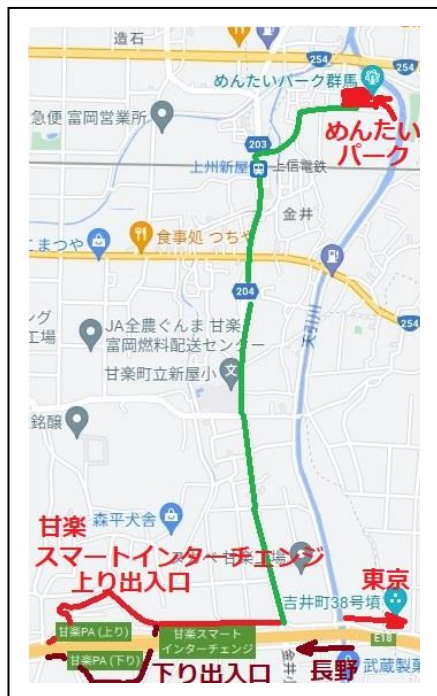 造石
254
めんたいパーク群馬
254
急便 富岡営業所
めんたい
パーク
203
上州新屋
上信電鉄
金井
食事処 つちや
こまつや
204
天引川
254
ング
工場
JA全農ぐんま 甘楽
富岡燃料配送センター
甘楽町立新屋小
文
銘醸
森平犬舎
甘楽
スマートインターチェンジ
上り出入口
東京
吉井町38号墳
甘楽PA (上り)
甘楽スマート
インターチェンジ
E18
甘楽PA (下り)
下り出入口
長野
武蔵製菓